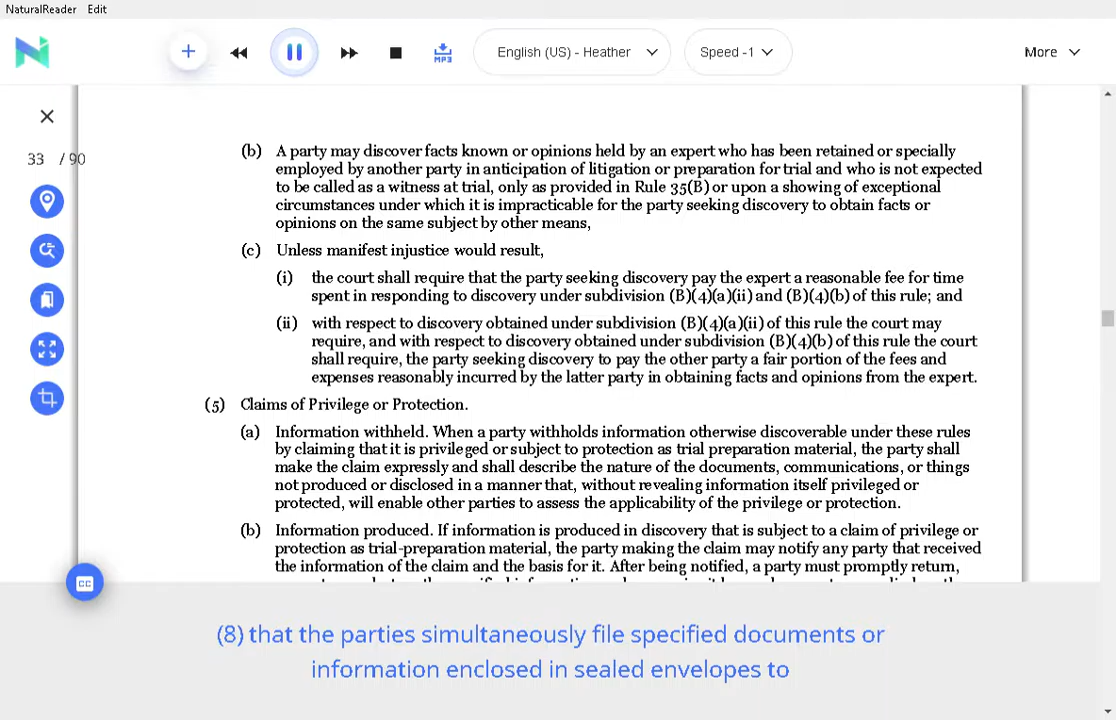 NaturalReader Edit
MP3
English (US) - Heather
Speed -1
More
33 / 90
(b) A party may discover facts known or opinions held by an expert who has been retained or specially
employed by another party in anticipation of litigation or preparation for trial and who is not expected
to be called as a witness at trial, only as provided in Rule 35(B) or upon a showing of exceptional
circumstances under which it is impracticable for the party seeking discovery to obtain facts or
opinions on the same subject by other means,
(c) Unless manifest injustice would result,
(i) the court shall require that the party seeking discovery pay the expert a reasonable fee for time
spent in responding to discovery under subdivision (B)(4)(a)(ii) and (B)(4)(b) of this rule; and
(ii) with respect to discovery obtained under subdivision (B)(4)(a)(ii) of this rule the court may
require, and with respect to discovery obtained under subdivision (B)(4)(b) of this rule the court
shall require, the party seeking discovery to pay the other party a fair portion of the fees and
expenses reasonably incurred by the latter party in obtaining facts and opinions from the expert.
(5) Claims of Privilege or Protection.
(a) Information withheld. When a party withholds information otherwise discoverable under these rules
by claiming that it is privileged or subject to protection as trial preparation material, the party shall
make the claim expressly and shall describe the nature of the documents, communications, or things
not produced or disclosed in a manner that, without revealing information itself privileged or
protected, will enable other parties to assess the applicability of the privilege or protection.
(b) Information produced. If information is produced in discovery that is subject to a claim of privilege or
protection as trial-preparation material, the party making the claim may notify any party that received
the information of the claim and the basis for it. After being notified, a party must promptly return,
CC
(8) that the parties simultaneously file specified documents or
information enclosed in sealed envelopes to